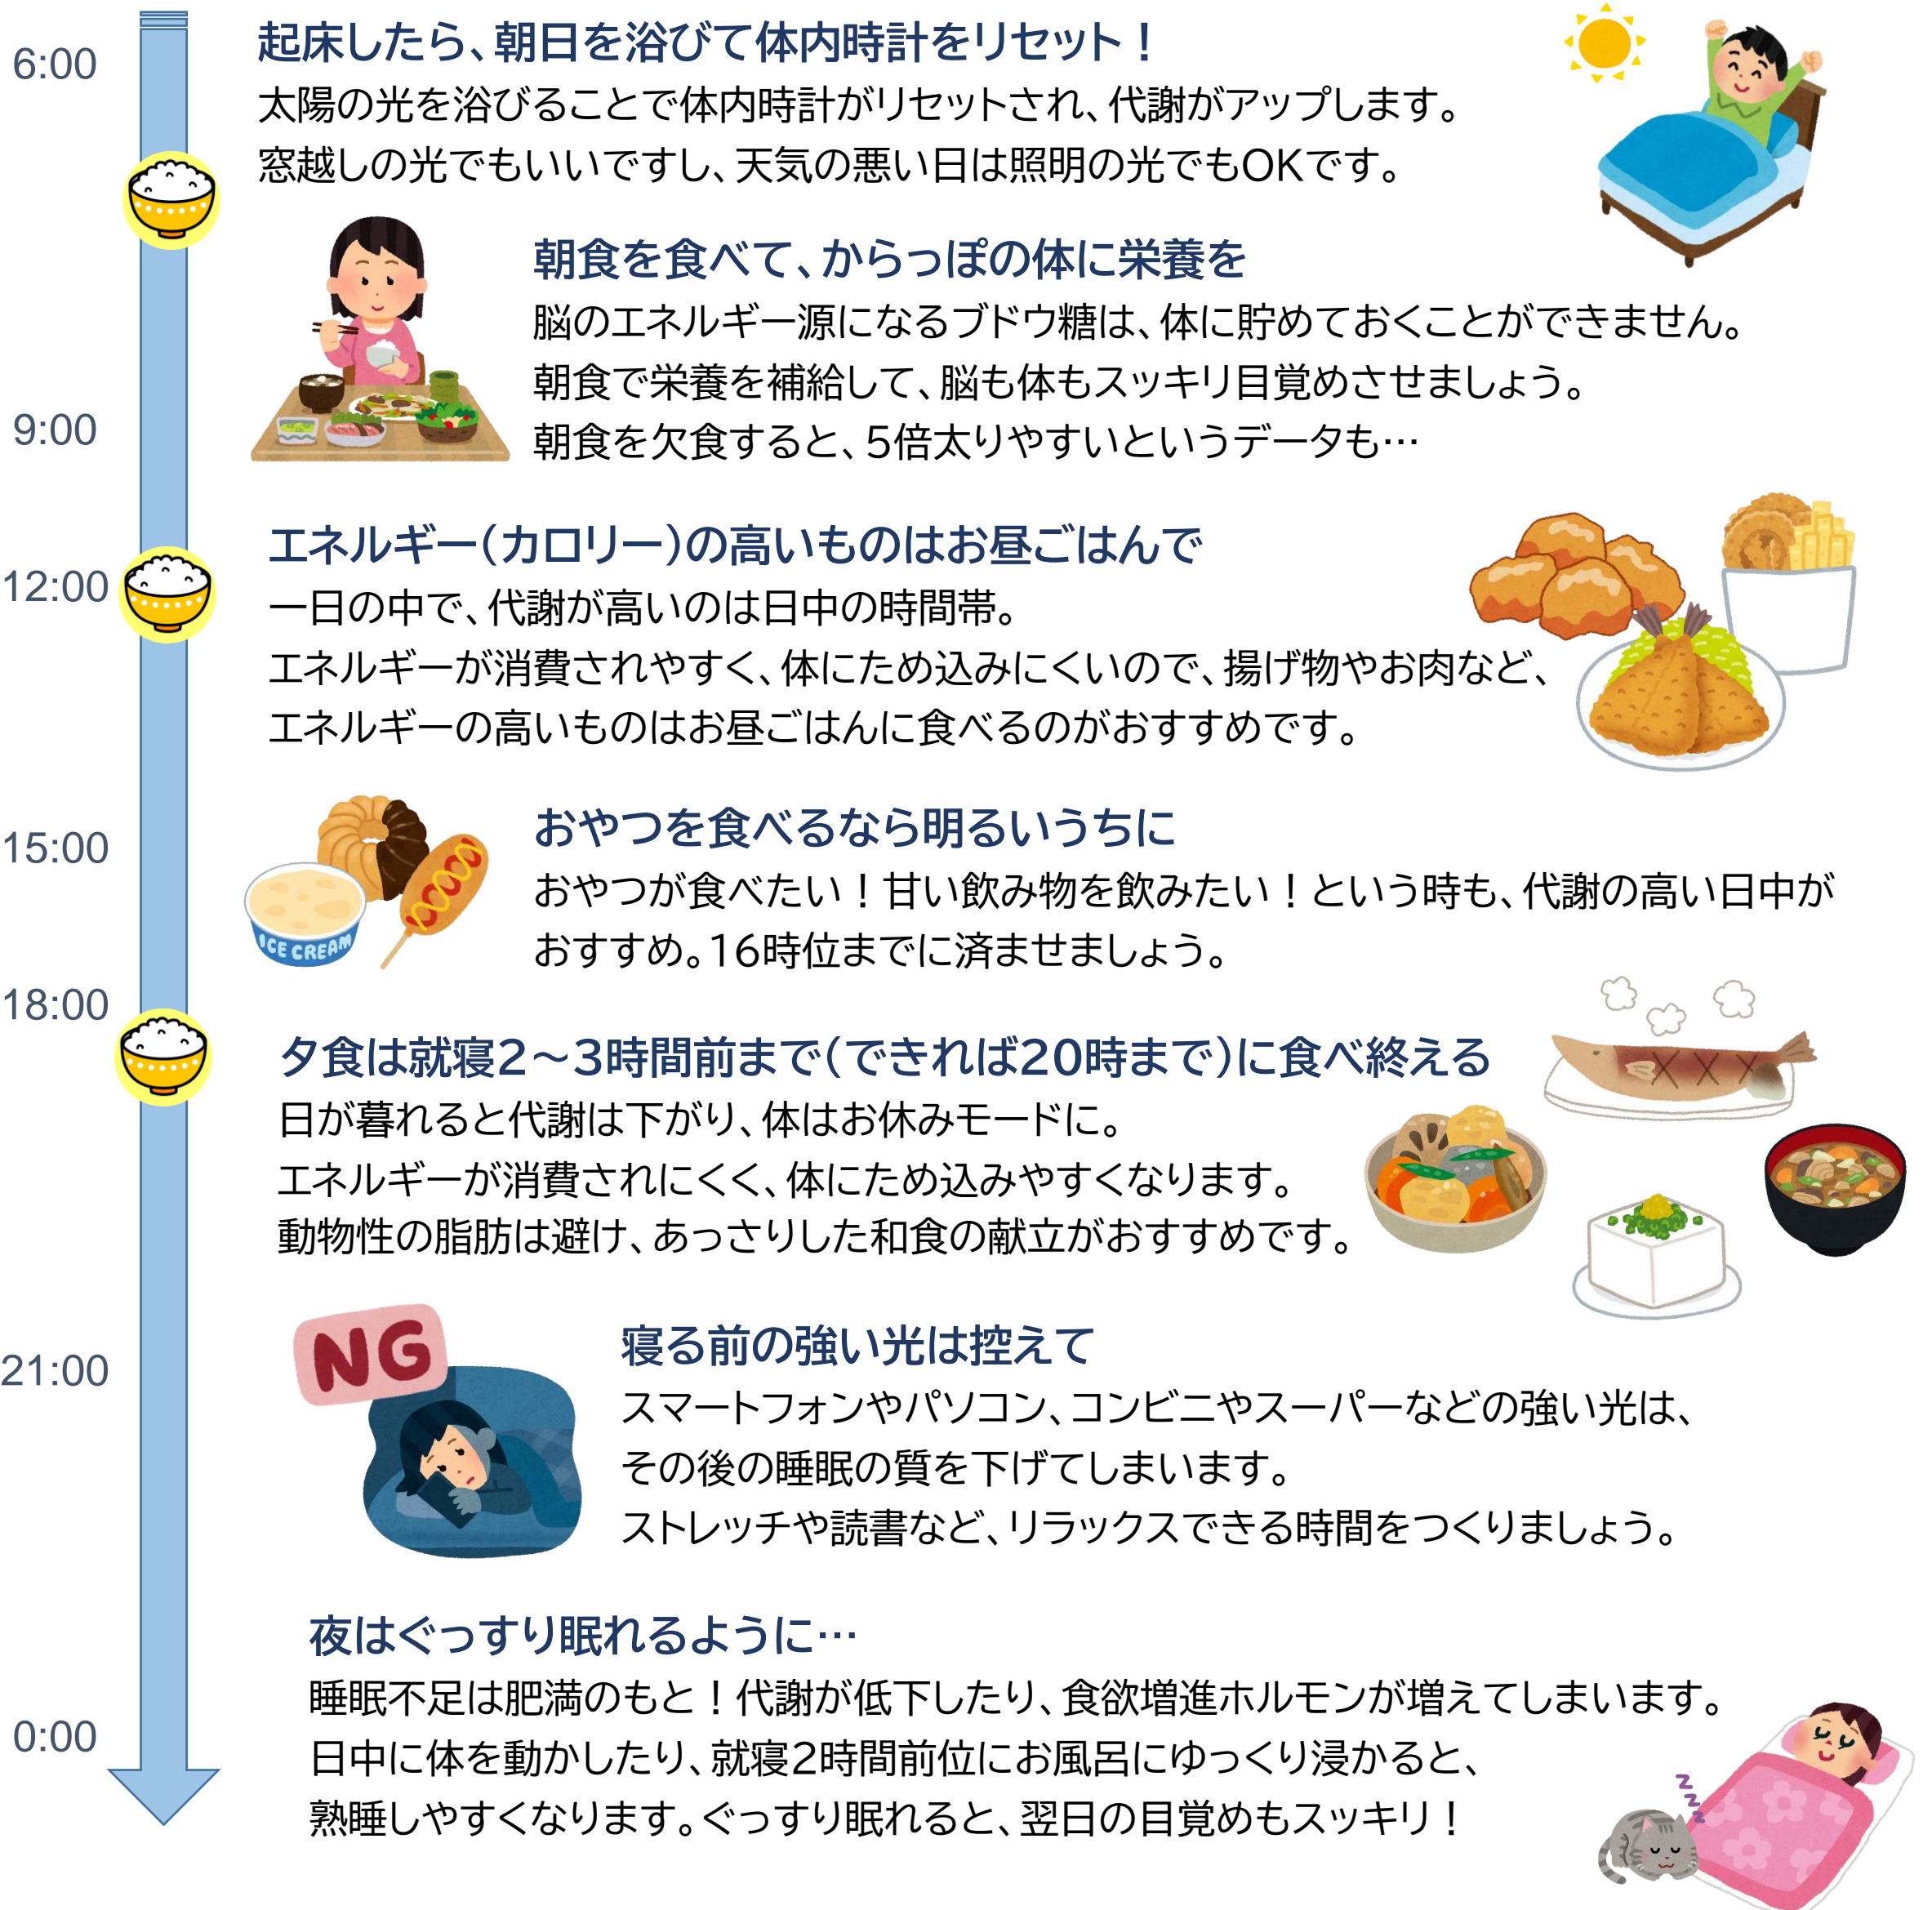 6:00
起床したら、朝日を浴びて体内時計をリセット！
太陽の光を浴びることで体内時計がリセットされ、代謝がアップします。
窓越しの光でもいいですし、天気の悪い日は照明の光でもOKです。
朝食を食べて、からっぽの体に栄養を
脳のエネルギー源になるブドウ糖は、体に貯めておくことができません。
朝食で栄養を補給して、脳も体もスッキリ目覚めさせましょう。
9:00
朝食を欠食すると、5倍太りやすいというデータも…
エネルギー（カロリー）の高いものはお昼ごはんで
12:00
一日の中で、代謝が高いのは日中の時間帯。
エネルギーが消費されやすく、体にため込みにくいので、揚げ物やお肉など、
エネルギーの高いものはお昼ごはんに食べるのがおすすめです。
おやつを食べるなら明るいうちに
15:00
おやつが食べたい！甘い飲み物を飲みたい！という時も、代謝の高い日中が
おすすめ。16時位までに済ませましょう。
ICE CREAM
18:00
夕食は就寝2～3時間前まで（できれば20時まで）に食べ終える
日が暮れると代謝は下がり、体はお休みモードに。
エネルギーが消費されにくく、体にため込みやすくなります。
動物性の脂肪は避け、あっさりした和食の献立がおすすめです。
NG
寝る前の強い光は控えて
21:00
スマートフォンやパソコン、コンビニやスーパーなどの強い光は、
その後の睡眠の質を下げてしまいます。
ストレッチや読書など、リラックスできる時間をつくりましょう。
夜はぐっすり眠れるように…
睡眠不足は肥満のもと！代謝が低下したり、食欲増進ホルモンが増えてしまいます。
0:00
日中に体を動かしたり、就寝2時間前位にお風呂にゆっくり浸かると、
熟睡しやすくなります。ぐっすり眠れると、翌日の目覚めもスッキリ！
zzzz